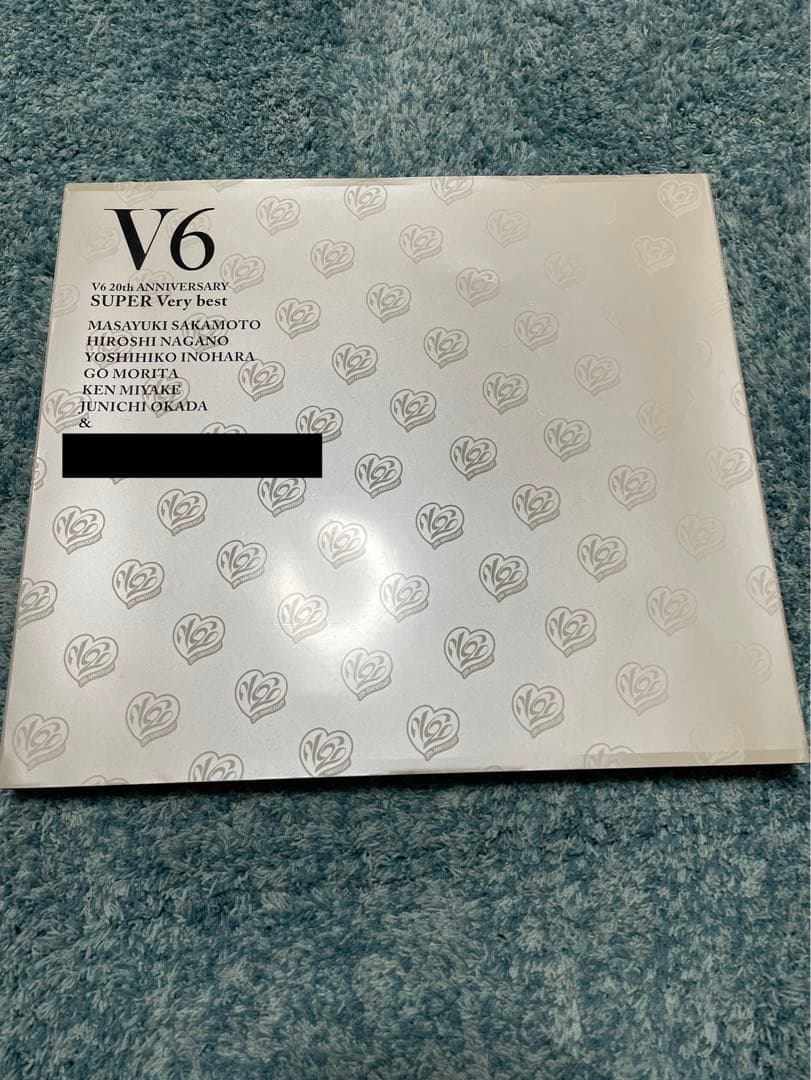 V6
V6 20th ANNIVERSARY
SUPER Very best
MASAYUKI SAKAMOTO
HIROSHI NAGANO
YOSHIHIKO INOHARA
GO MORITA
KEN MIYAKE
JUNICHI OKADA
&